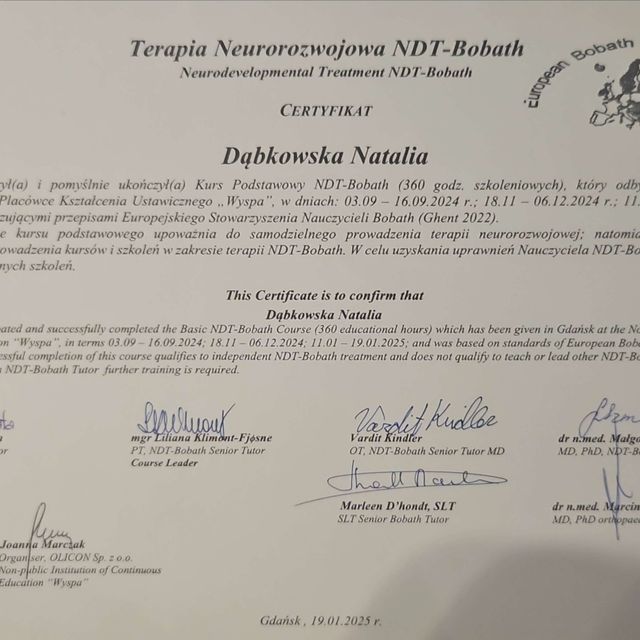 Terapia Neurorozwojowa NDT-Bobath
Neurodevelopmental Treatment NDT-Bobath
European Bobath
CERTYFIKAT
Dąbkowska Natalia
ył(a) i pomyślnie ukończył(a) Kurs Podstawowy NDT-Bobath (360 godz. szkoleniowych), który odby
Placówce Kształcenia Ustawicznego „Wyspa”, w dniach: 03.09 – 16.09.2024 r.; 18.11 – 06.12.2024 r.; 11.
zującymi przepisami Europejskiego Stowarzyszenia Nauczycieli Bobath (Ghent 2022).
e kursu podstawowego upoważnia do samodzielnego prowadzenia terapii neurorozwojowej; natomia
owadzenia kursów i szkoleń w zakresie terapii NDT-Bobath. W celu uzyskania uprawnień Nauczyciela NDT-Bo
nych szkoleń.
This Certificate is to confirm that
Dąbkowska Natalia
ated and successfully completed the Basic NDT-Bobath Course (360 educational hours) which has been given in Gdańsk at the No
on “Wyspa”, in terms 03.09 – 16.09.2024; 18.11 – 06.12.2024; 11.01 – 19.01.2025; and was based on standards of European Boba
essful completion of this course qualifies to independent NDT-Bobath treatment and does not qualify to teach or lead other NDT-Bo
NDT-Bobath Tutor further training is required.
Vardit Kindler
mgr Liliana Klimont-Fjøsne
PT, NDT-Bobath Senior Tutor
Course Leader
Vardit Kindler
OT, NDT-Bobath Senior Tutor MD
dr n.med. Małgo
MD, PhD, NDT-B
Marleen D’hondt, SLT
SLT Senior Bobath Tutor
dr n.med. Marcin
MD, PhD orthopae
Joanna Marczak
Organiser, OLICON Sp. z o.o.
Non-public Institution of Continuous
Education “Wyspa”
Gdańsk , 19.01.2025 r.